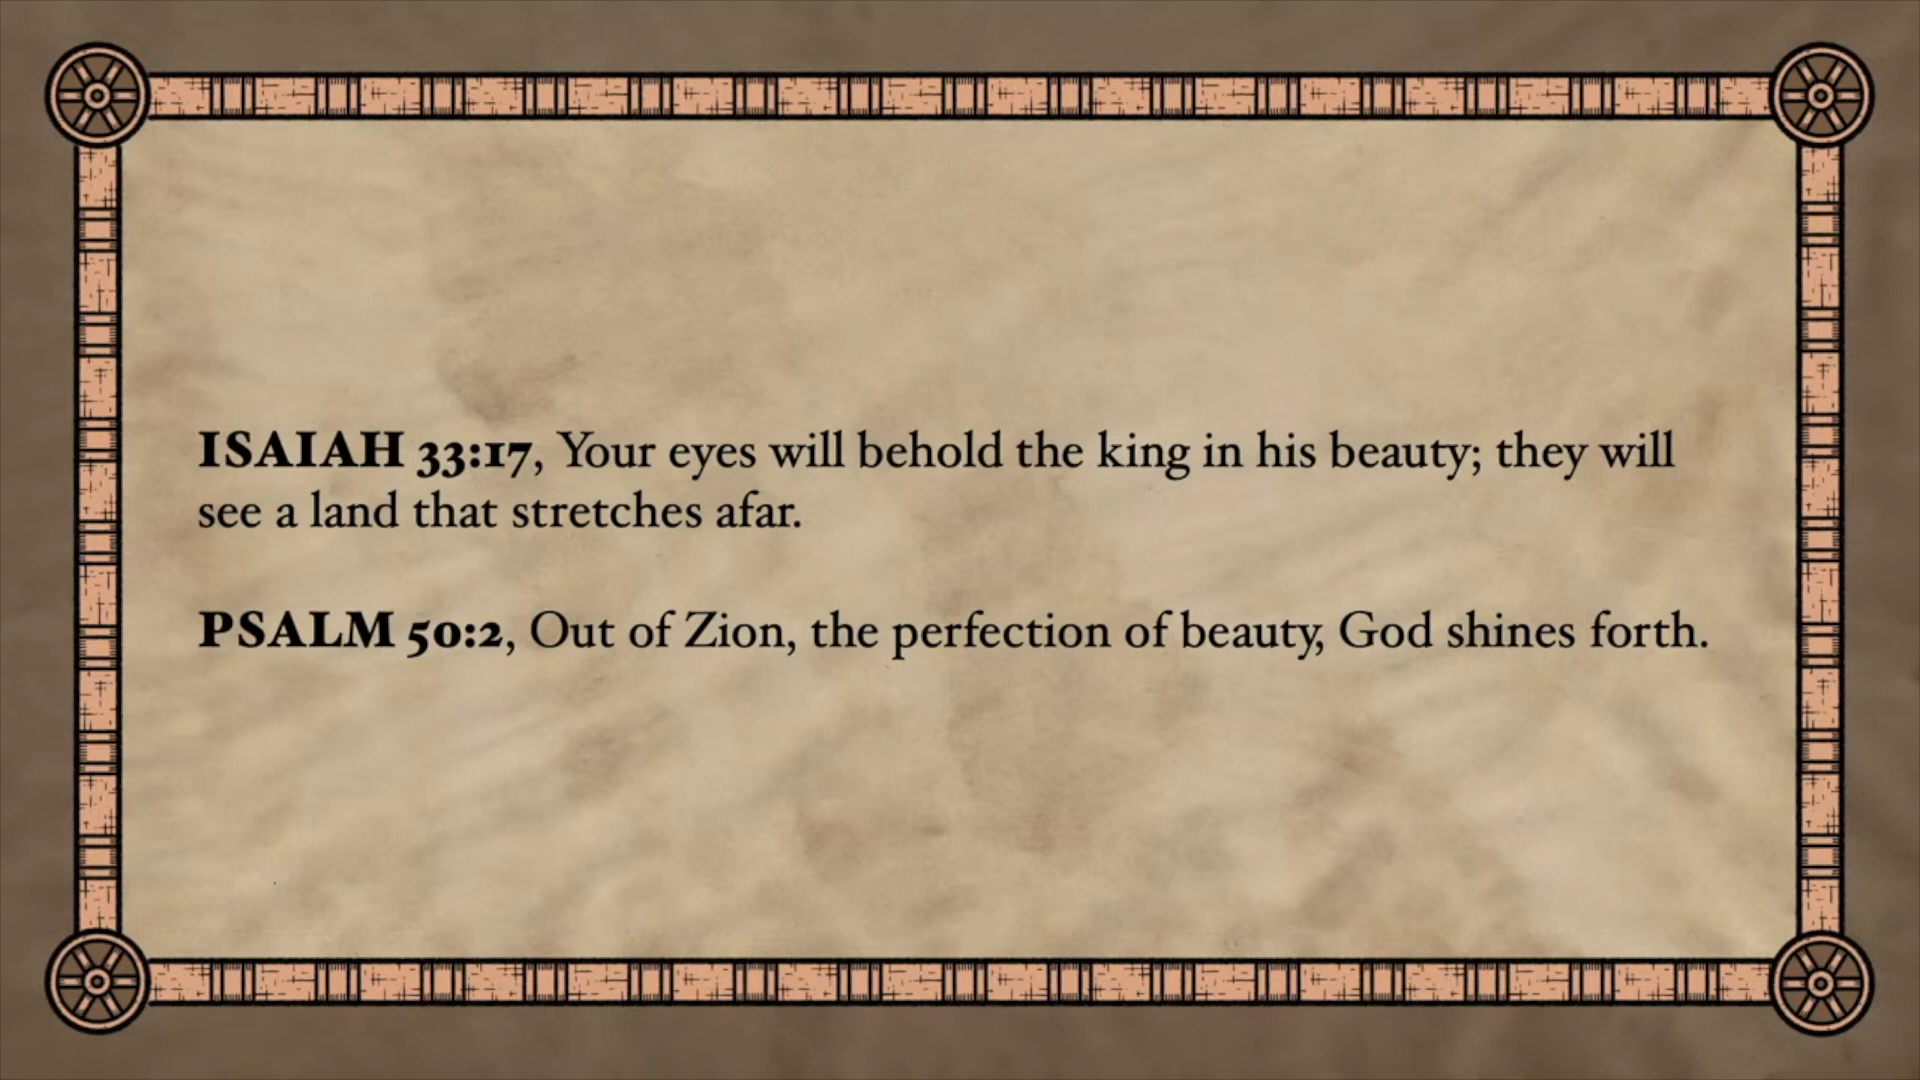 ISAIAH 33:17, Your eyes will behold the king in his beauty; they will
see a land that stretches afar.
PSALM 50:2, Out of Zion, the perfection of beauty, God shines forth.